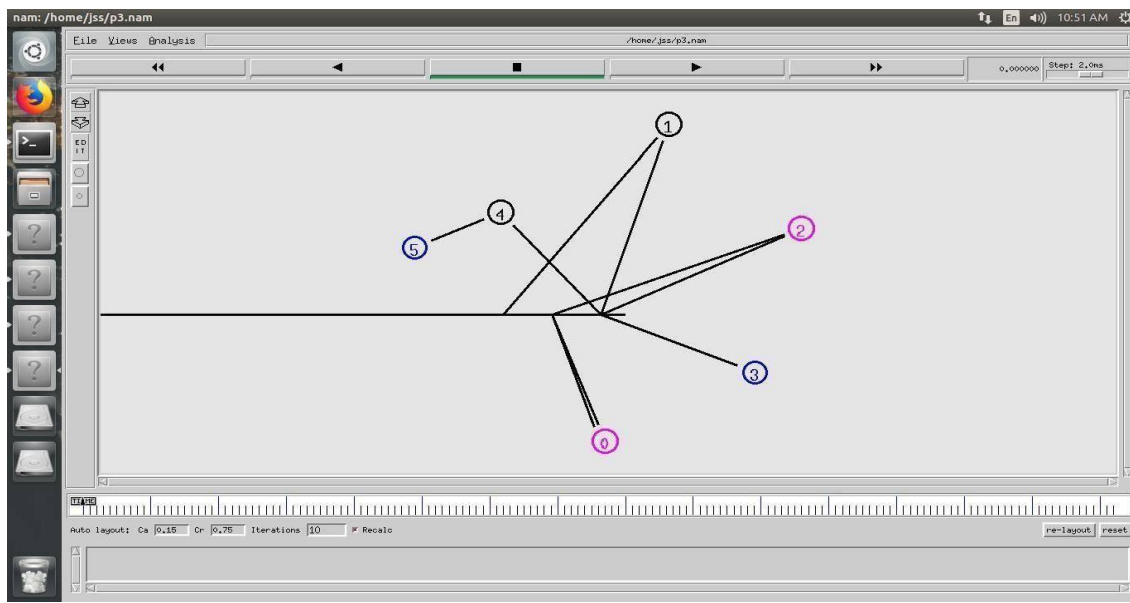 nam: /home/jss/p3.nam
En 10:51 AM
File Views Analysis /home/jss/p3.nam
0.000000 Step: 2.0ms
ED
IT
1
4
5
2
3
0
TIME
Auto layout: Ca 0.15 Cr 0.75 Iterations 10 Recalc re-layout reset